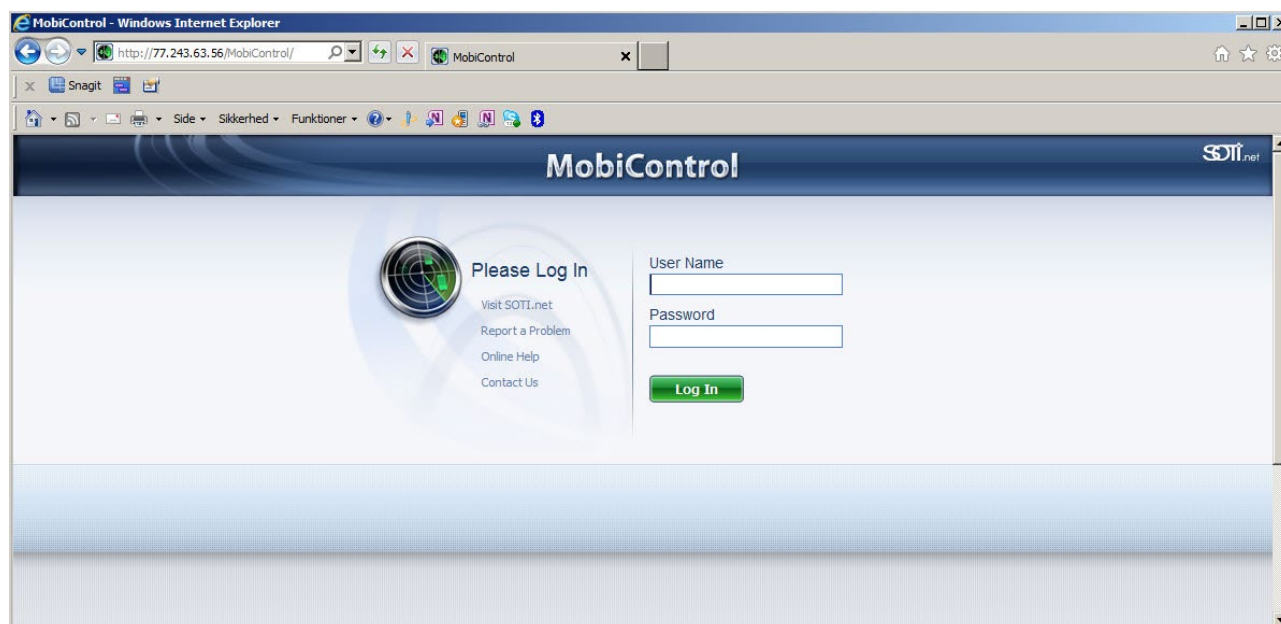 MobiControl - Windows Internet Explorer
http://77.243.63.56/MobiControl/
MobiControl
x Snagit
Side Sikkerhed Funktioner
MobiControl
SOTI.net
Please Log In
Visit SOTI.net
Report a Problem
Online Help
Contact Us
User Name
Password
Log In